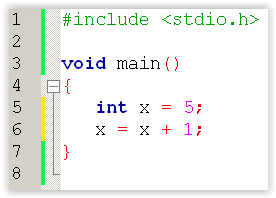 1 #include <stdio.h>
2
3 void main()
4 {
5 int x = 5;
6 x = x + 1;
7 }
8